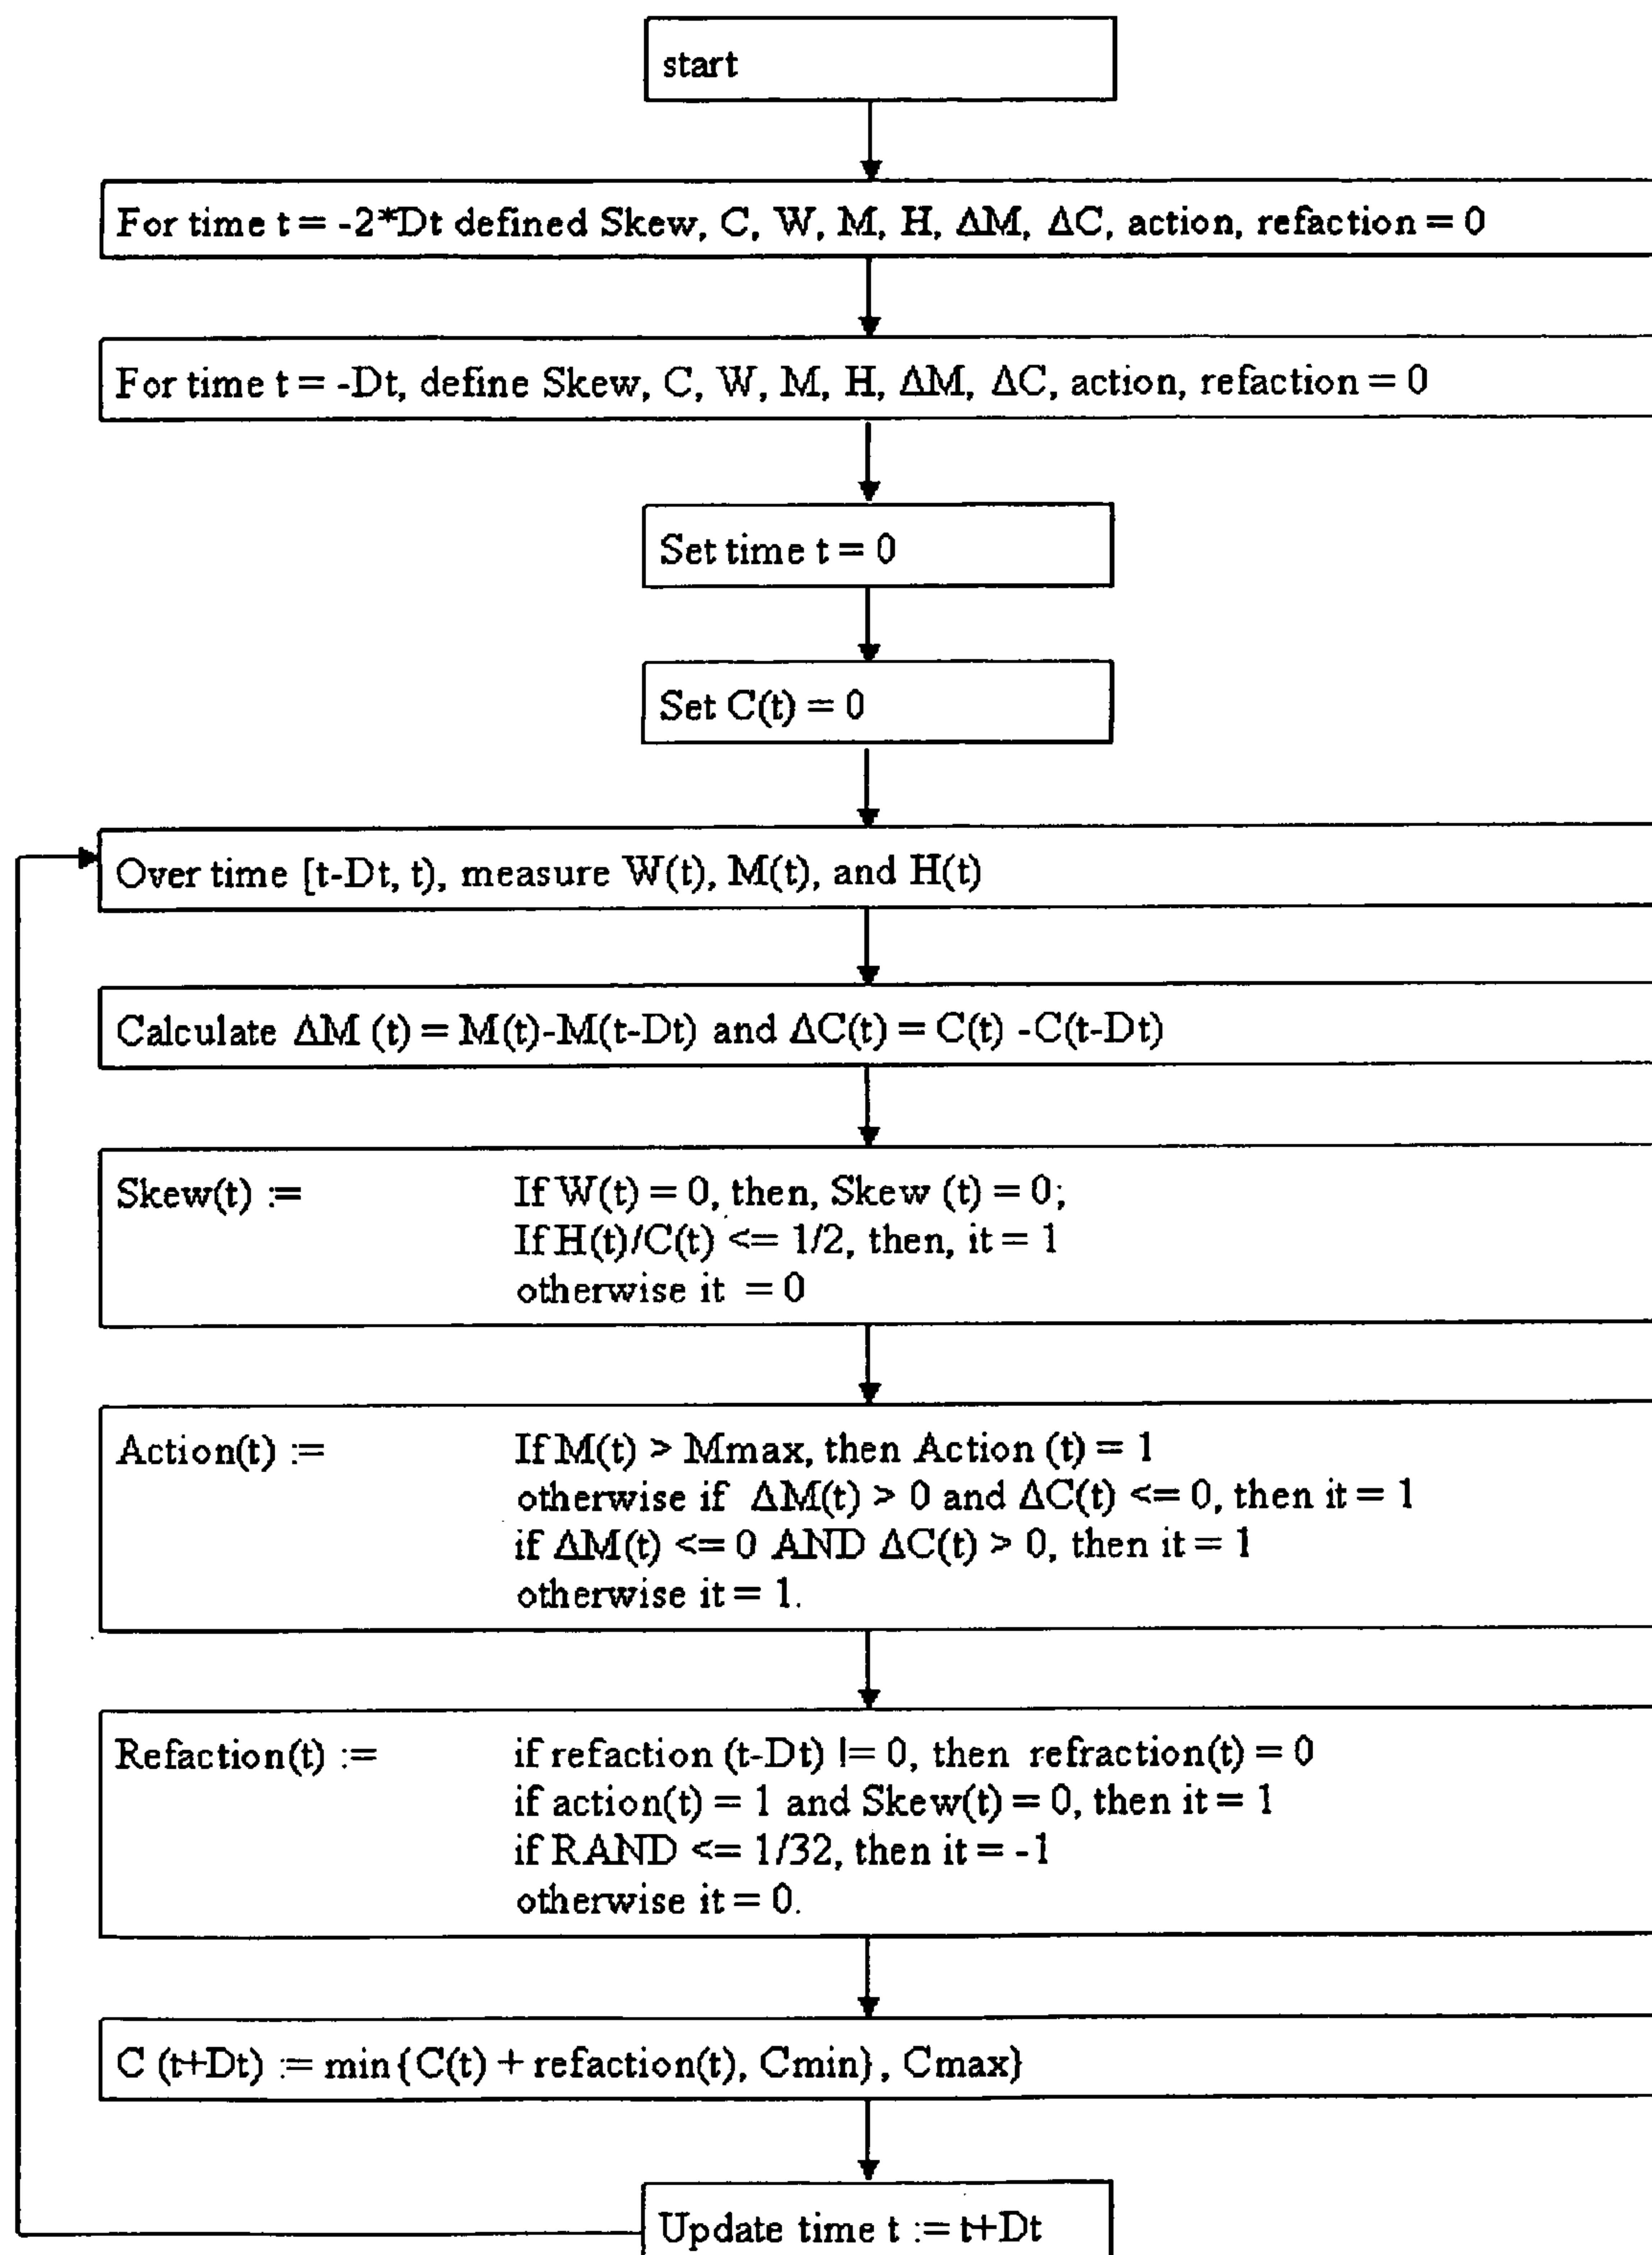 start
For time t = -2*Dt defined Skew, C, W, M, H, ΔM, ΔC, action, refaction = 0
For time t = -Dt, define Skew, C, W, M, H, ΔM, ΔC, action, refaction = 0
Set time t = 0
Set C(t) = 0
Over time [t-Dt, t), measure W(t), M(t), and H(t)
Calculate ΔM (t) = M(t)-M(t-Dt) and ΔC(t) = C(t) -C(t-Dt)
Skew(t) := If W(t) = 0, then, Skew (t) = 0;
If H(t)/C(t) <= 1/2, then, it = 1
otherwise it = 0
Action(t) := If M(t) > Mmax, then Action (t) = 1
otherwise if ΔM(t) > 0 and ΔC(t) <= 0, then it = 1
if ΔM(t) <= 0 AND ΔC(t) > 0, then it = 1
otherwise it = 1.
Refaction(t) := if refaction (t-Dt) != 0, then refraction(t) = 0
if action(t) = 1 and Skew(t) = 0, then it = 1
if RAND <= 1/32, then it = -1
otherwise it = 0.
C (t+Dt) := min{C(t) + refaction(t), Cmin}, Cmax}
Update time t := t+Dt